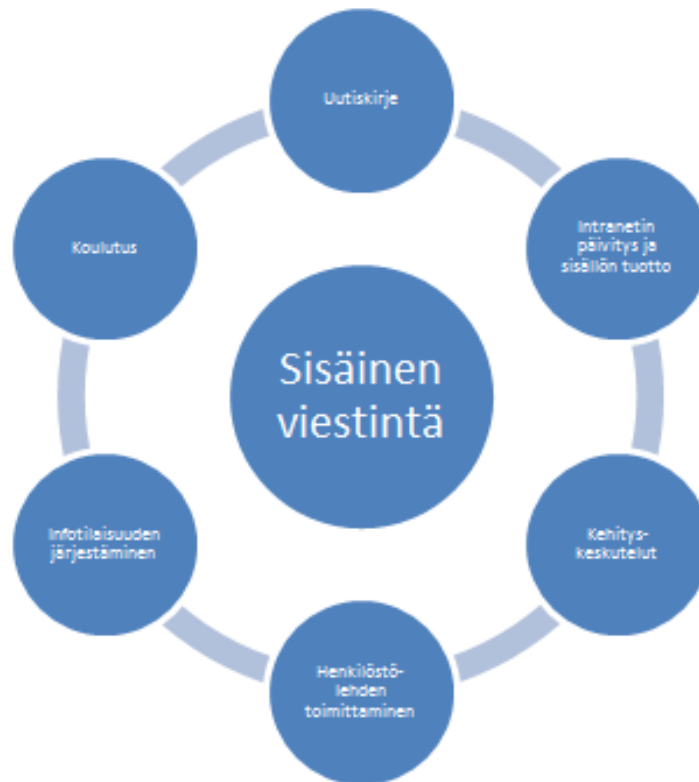 Uutiskirje
Intranetin
päivitys ja
sisällön tuotto
Kehitys-
keskutelut
Henkilöstö-
lehden
toimittaminen
Infotilaisuuden
järjestäminen
Koulutus
Sisäinen
viestintä